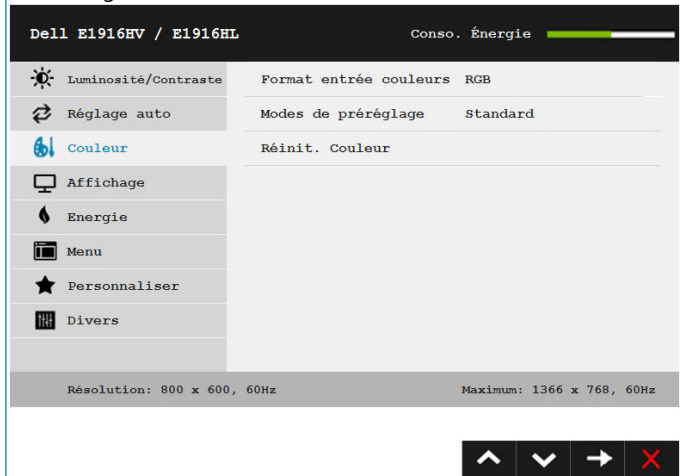 Dell E1916HV / E1916HL
Conso. Énergie
Luminosité/Contraste
Format entrée couleurs RGB
Réglage auto
Modes de préréglage Standard
Couleur
Réinit. Couleur
Affichage
Energie
Menu
Personnaliser
Divers
Résolution: 800 x 600, 60Hz
Maximum: 1366 x 768, 60Hz